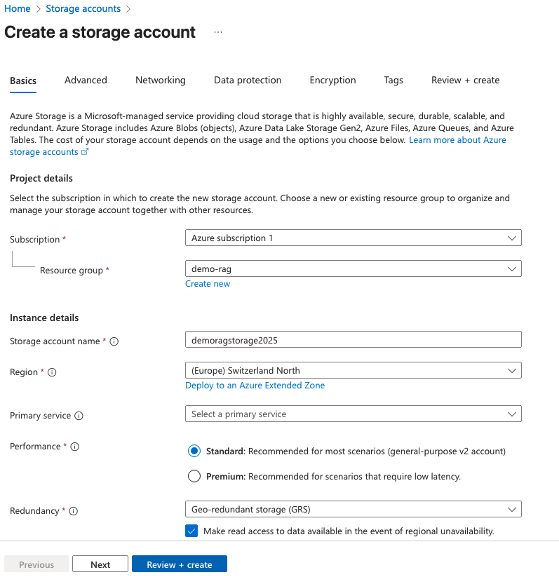 Home > Storage accounts >
Create a storage account ...
Basics Advanced Networking Data protection Encryption Tags Review + create
Azure Storage is a Microsoft-managed service providing cloud storage that is highly available, secure, durable, scalable, and
redundant. Azure Storage includes Azure Blobs (objects), Azure Data Lake Storage Gen2, Azure Files, Azure Queues, and Azure
Tables. The cost of your storage account depends on the usage and the options you choose below. Learn more about Azure
storage accounts
Project details
Select the subscription in which to create the new storage account. Choose a new or existing resource group to organize and
manage your storage account together with other resources.
Subscription * Azure subscription 1
Resource group * demo-rag
Create new
Instance details
Storage account name * demoragstorage2025
Region * (Europe) Switzerland North
Deploy to an Azure Extended Zone
Primary service Select a primary service
Performance * Standard: Recommended for most scenarios (general-purpose v2 account)
Premium: Recommended for scenarios that require low latency.
Redundancy * Geo-redundant storage (GRS)
Make read access to data available in the event of regional unavailability.
Previous Next Review + create